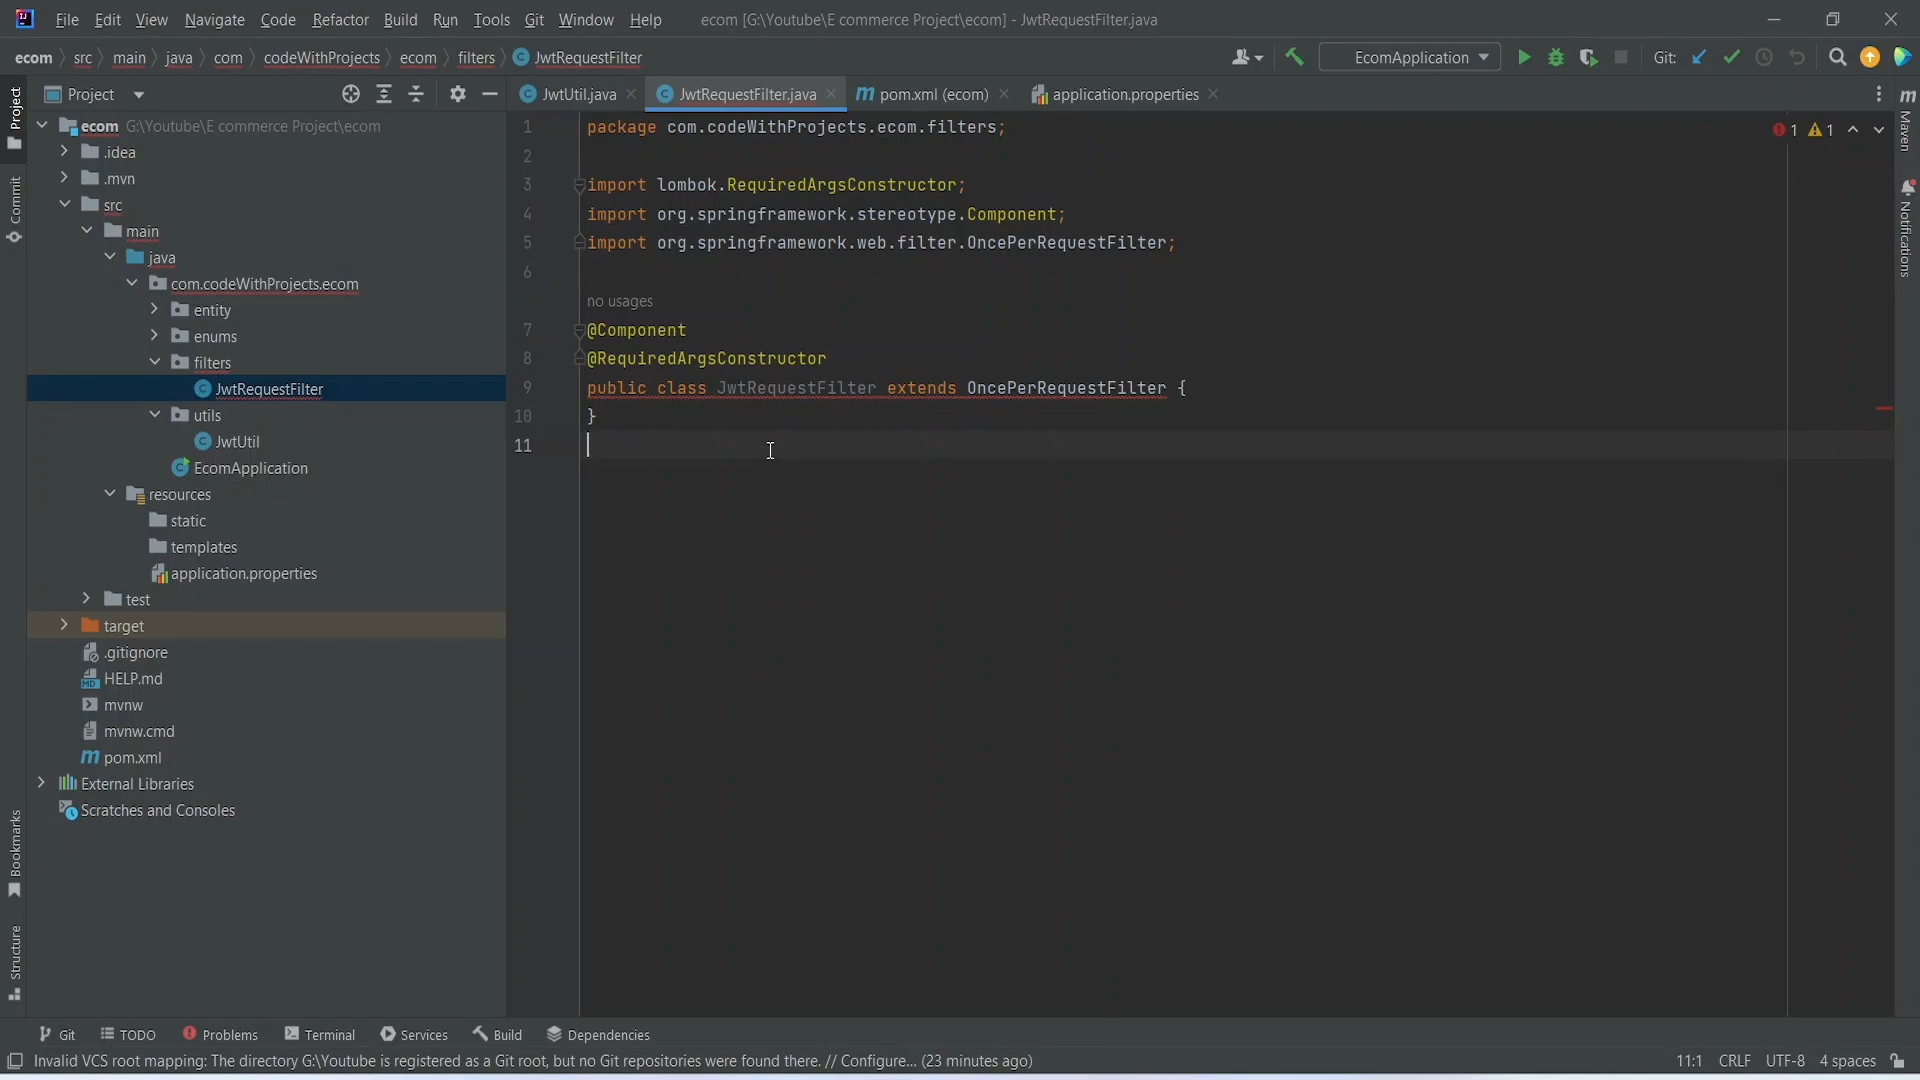 File Edit View Navigate Code Refactor Build Run Tools Git Window Help ecom [G:\Youtube\E commerce Project\ecom] - JwtRequestFilter.java
ecom src main java com codeWithProjects ecom filters JwtRequestFilter EcomApplication Git:
Project JwtUtil.java JwtRequestFilter.java pom.xml (ecom) application.properties
Project
Commit
Bookmarks
Structure
ecom G:\Youtube\E commerce Project\ecom
.idea
.mvn
src
main
java
com.codeWithProjects.ecom
entity
enums
filters
JwtRequestFilter
utils
JwtUtil
EcomApplication
resources
static
templates
application.properties
test
target
.gitignore
HELP.md
mvnw
mvnw.cmd
pom.xml
External Libraries
Scratches and Consoles
1 package com.codeWithProjects.ecom.filters;
2
3 import lombok.RequiredArgsConstructor;
4 import org.springframework.stereotype.Component;
5 import org.springframework.web.filter.OncePerRequestFilter;
6
no usages
7 @Component
8 @RequiredArgsConstructor
9 public class JwtRequestFilter extends OncePerRequestFilter {
10 }
11
1 1
Maven
Notifications
Git TODO Problems Terminal Services Build Dependencies
Invalid VCS root mapping: The directory G:\Youtube is registered as a Git root, but no Git repositories were found there. // Configure... (23 minutes ago) 11:1 CRLF UTF-8 4 spaces